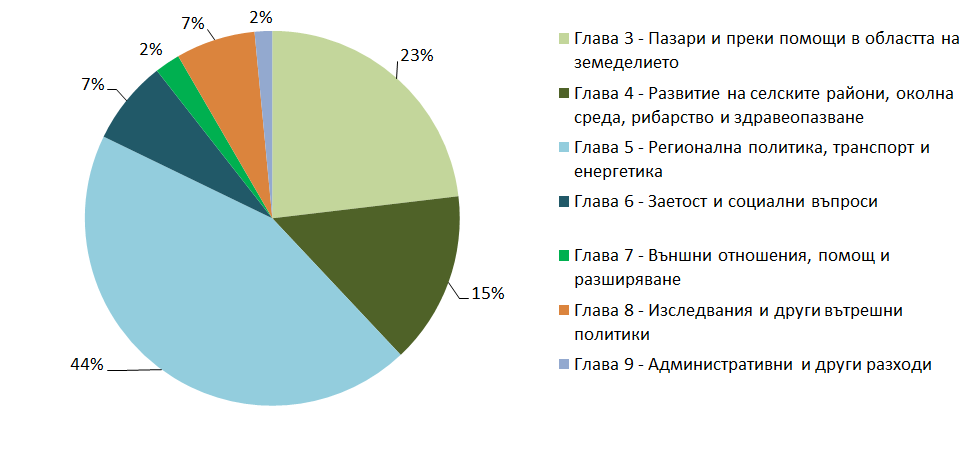 2%
7%
2%
7%
23%
15%
44%
Глава 3 - Пазари и преки помощи в областта на
земеделието
Глава 4 - Развитие на селските райони, околна
среда, рибарство и здравеопазване
Глава 5 - Регионална политика, транспорт и
енергетика
Глава 6 - Заетост и социални въпроси
Глава 7 - Външни отношения, помощ и
разширяване
Глава 8 - Изследвания и други вътрешни
политики
Глава 9 - Административни и други разходи